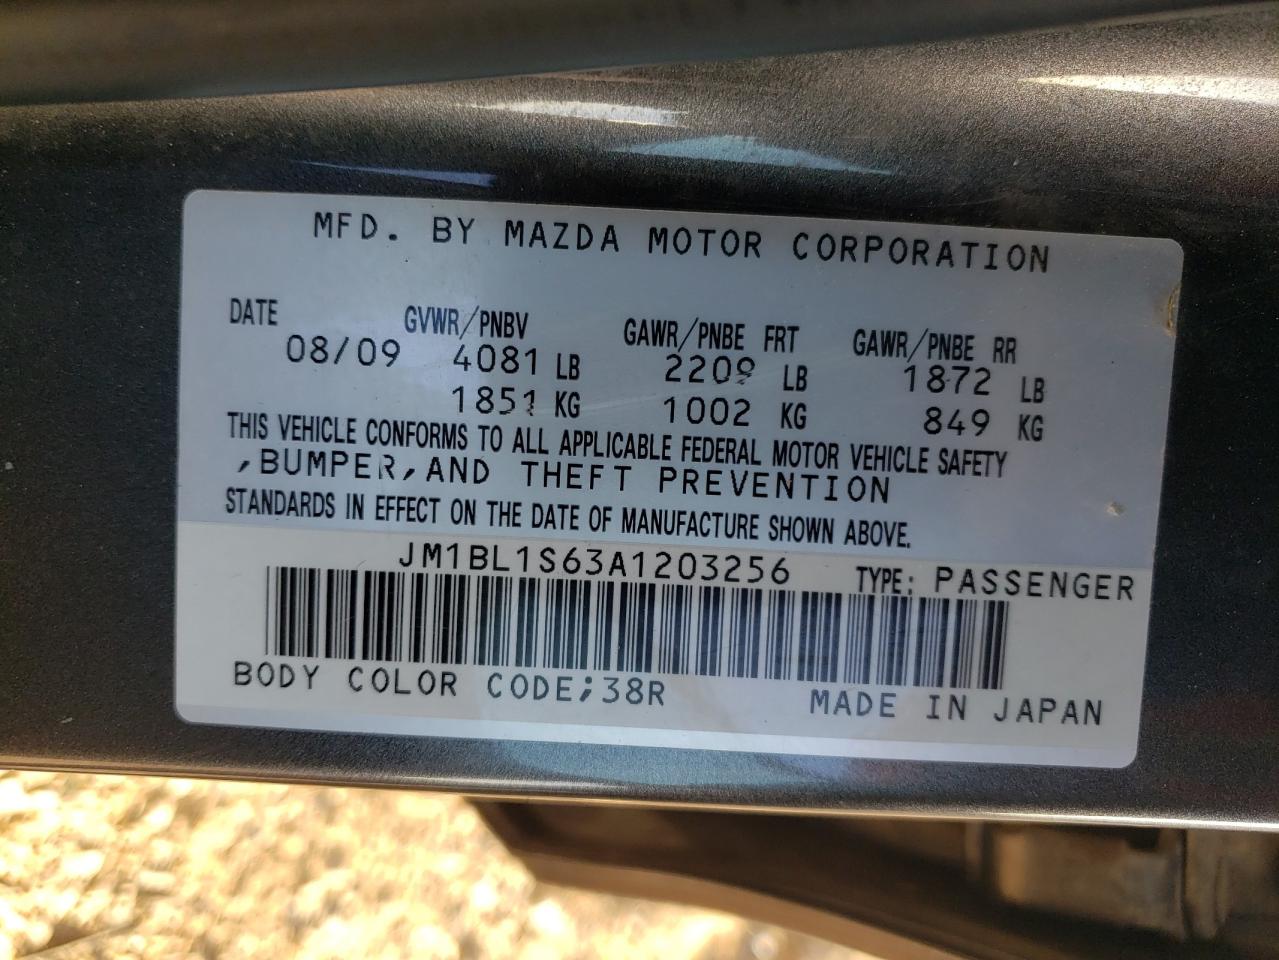 MFD. BY MAZDA MOTOR CORPORATION
DATE GVWR/PNBV GAWR/PNBE FRT GAWR/PNBE RR
08/09 4081 LB 2209 LB 1872 LB
1851 KG 1002 KG 849 KG
THIS VEHICLE CONFORMS TO ALL APPLICABLE FEDERAL MOTOR VEHICLE SAFETY
,BUMPER,AND THEFT PREVENTION
STANDARDS IN EFFECT ON THE DATE OF MANUFACTURE SHOWN ABOVE.
JM1BL1S63A1203256 TYPE: PASSENGER
BODY COLOR CODE;38R MADE IN JAPAN